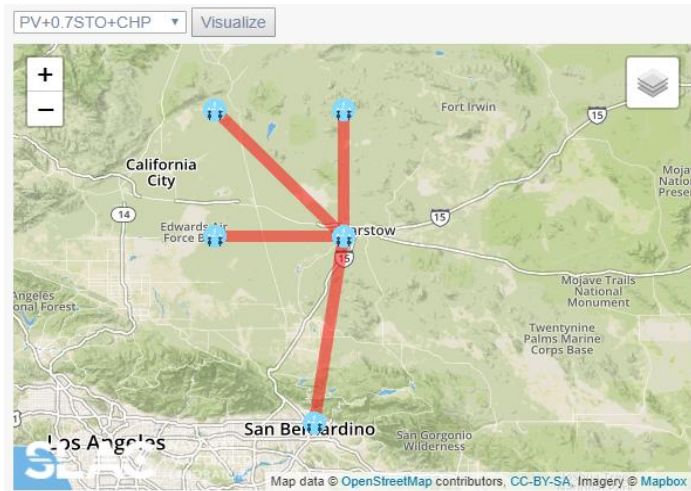 PV+0.7STO+CHP
Visualize
+
−
Fort Irwin
15
California
City
Mojave Trails
National
Monument
14
15
Edwards Air
Force B
arstow
15
Angeles
onal Forest
Twentynine
Palms Marine
Corps Base
San Bernardino
Los Angeles
San Gorgonio
Wilderness
SLAC
Map data © OpenStreetMap contributors, CC-BY-SA, Imagery © Mapbox